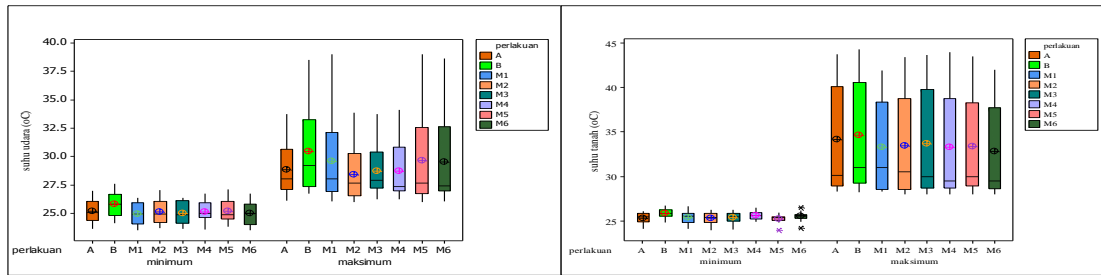 perlakuan
A
B
M1
M2
M3
M4
M5
M6
suhu udara (oC)
40.0
37.5
35.0
32.5
30.0
27.5
25.0
perlakuan A B M1 M2 M3 M4 M5 M6 A B M1 M2 M3 M4 M5 M6
minimum maksimum
perlakuan
A
B
M1
M2
M3
M4
M5
M6
suhu tanah (oC)
45
40
35
30
25
perlakuan A B M1 M2 M3 M4 M5 M6 A B M1 M2 M3 M4 M5 M6
minimum maksimum